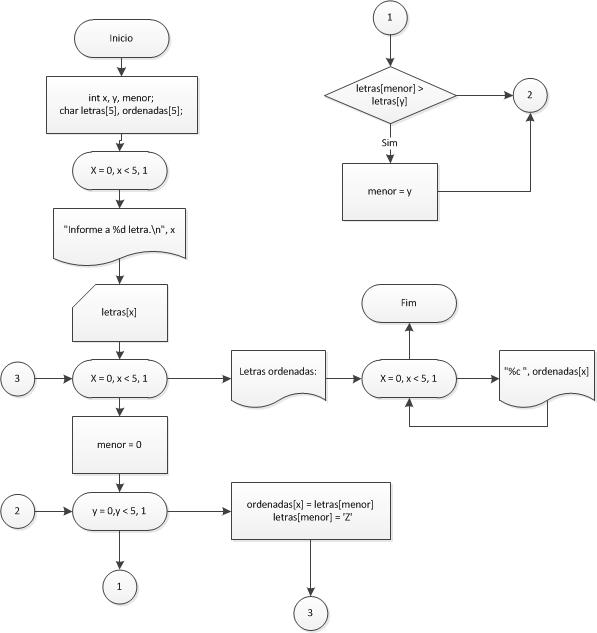 Inicio
int x, y, menor;
char letras[5], ordenadas[5];
X = 0, x < 5, 1
"Informe a %d letra.\n", x
letras[x]
3
X = 0, x < 5, 1
Letras ordenadas:
X = 0, x < 5, 1
"%c ", ordenadas[x]
Fim
menor = 0
2
y = 0,y < 5, 1
ordenadas[x] = letras[menor]
letras[menor] = 'Z'
1
3
1
letras[menor] >
letras[y]
2
Sim
menor = y